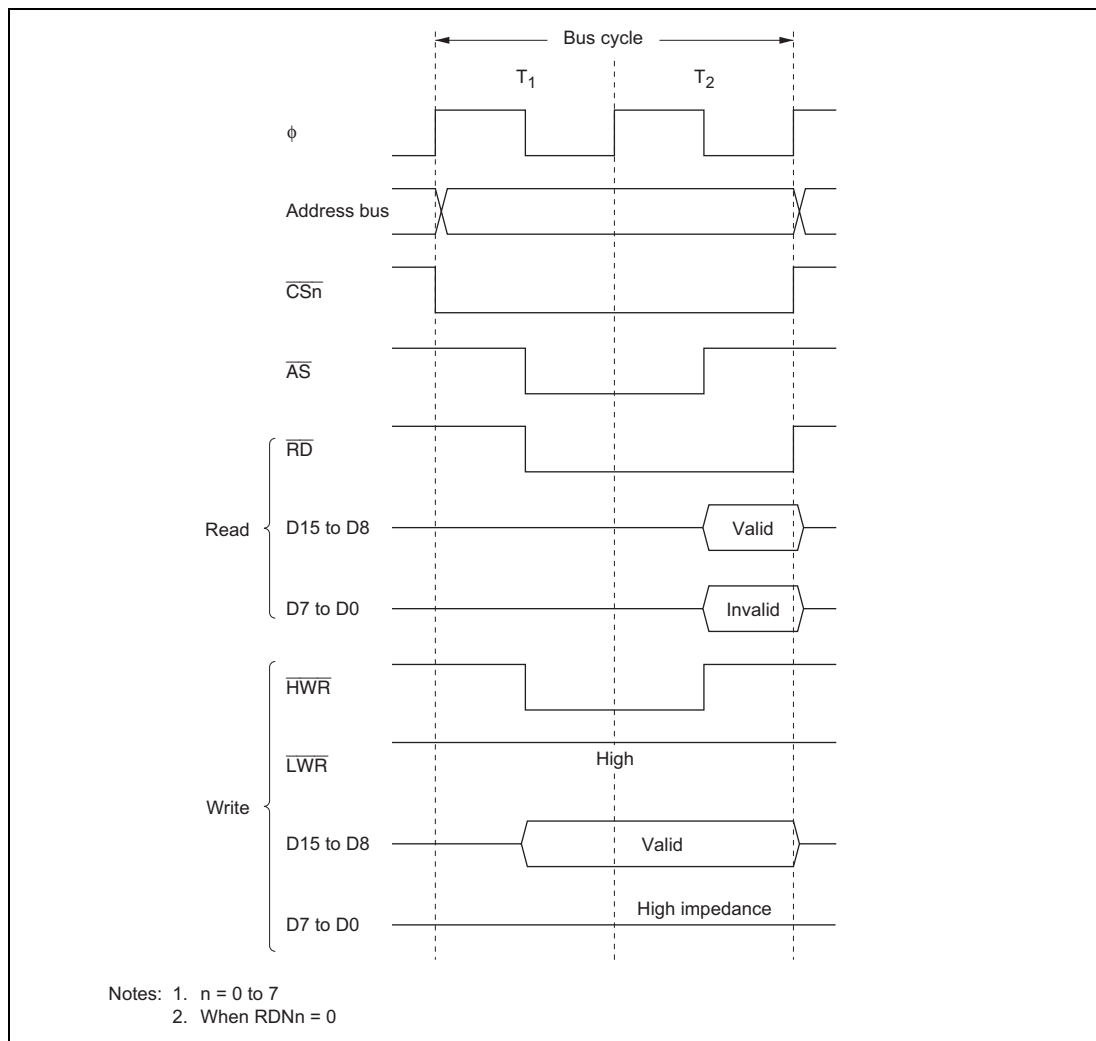 Bus cycle
T1 T2
ϕ
Address bus
CSn
AS
RD
Read
D15 to D8 Valid
D7 to D0 Invalid
HWR
LWR High
Write
D15 to D8 Valid
High impedance
D7 to D0
Notes: 1. n = 0 to 7
2. When RDNn = 0